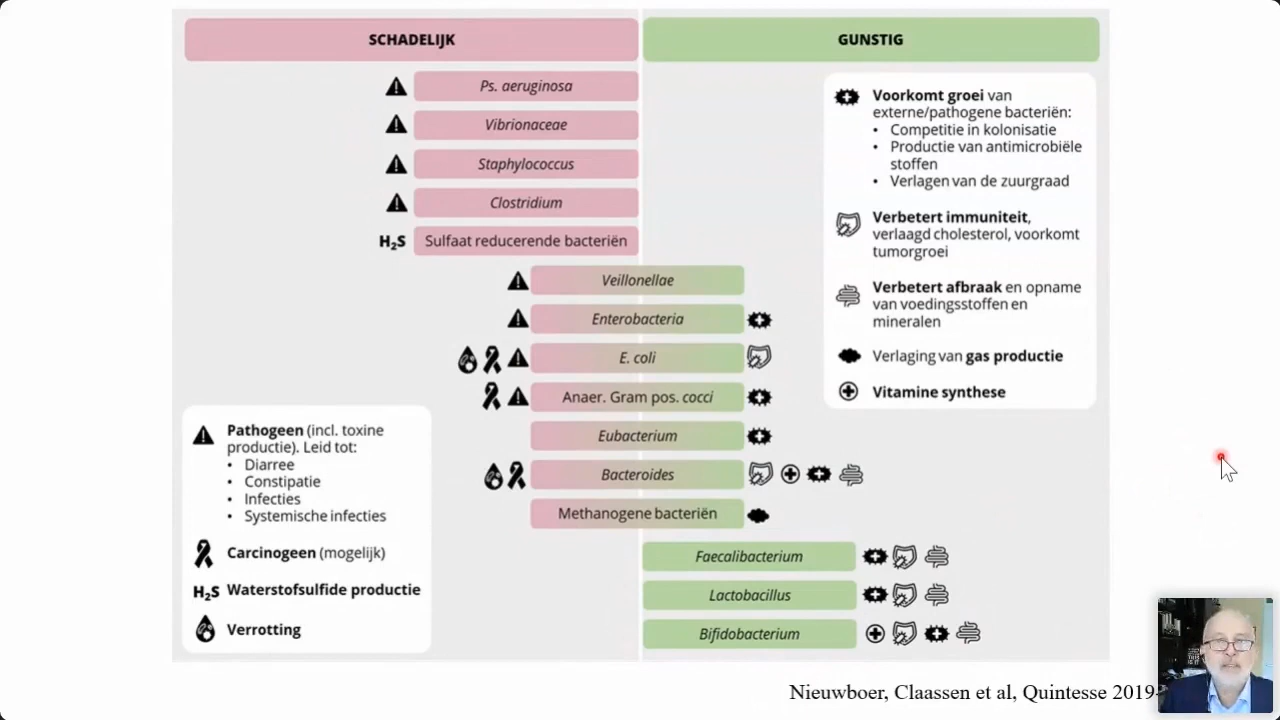 SCHADELIJK
GUNSTIG
Ps. aeruginosa
Vibrionaceae
Staphylococcus
Clostridium
H₂S Sulfaat reducerende bacteriën
Veillonellae
Enterobacteria
E. coli
Anaer. Gram pos. cocci
Eubacterium
Bacteroides
Methanogene bacteriën
Faecalibacterium
Lactobacillus
Bifidobacterium
Voorkomt groei van
externe/pathogene bacteriën:
• Competitie in kolonisatie
• Productie van antimicrobiële
stoffen
• Verlagen van de zuurgraad
Verbetert immuniteit,
verlaagd cholesterol, voorkomt
tumorgroei
Verbetert afbraak en opname
van voedingsstoffen en
mineralen
Verlaging van gas productie
Vitamine synthese
Pathogeen (incl. toxine
productie). Leid tot:
• Diarree
• Constipatie
• Infecties
• Systemische infecties
Carcinogeen (mogelijk)
H₂S Waterstofsulfide productie
Verrotting
Nieuwboer, Claassen et al, Quintesse 2019